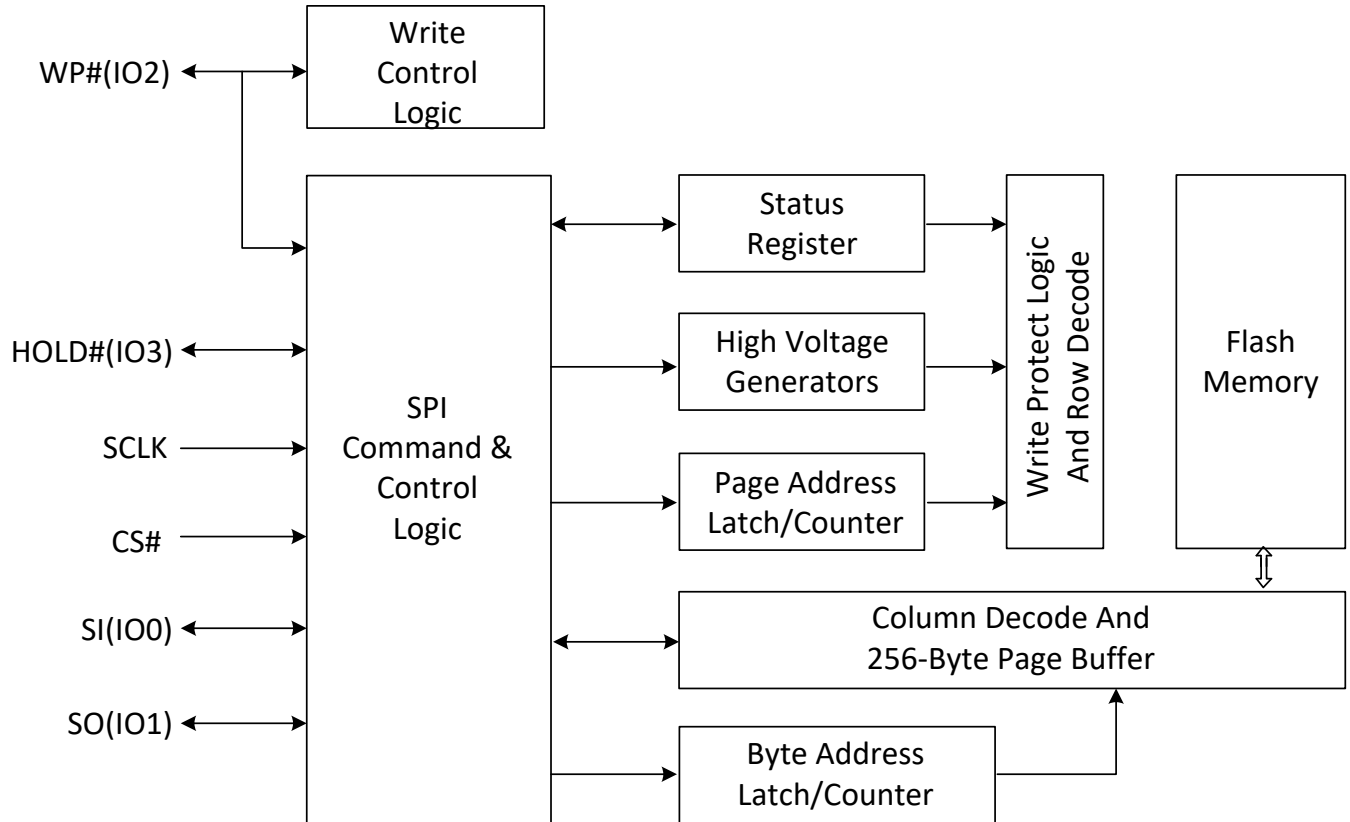 Write
Control
Logic
WP#(IO2)
HOLD#(IO3)
SCLK
CS#
SI(IO0)
SO(IO1)
SPI
Command &
Control
Logic
Status
Register
High Voltage
Generators
Page Address
Latch/Counter
Write Protect Logic
And Row Decode
Flash
Memory
Column Decode And
256-Byte Page Buffer
Byte Address
Latch/Counter